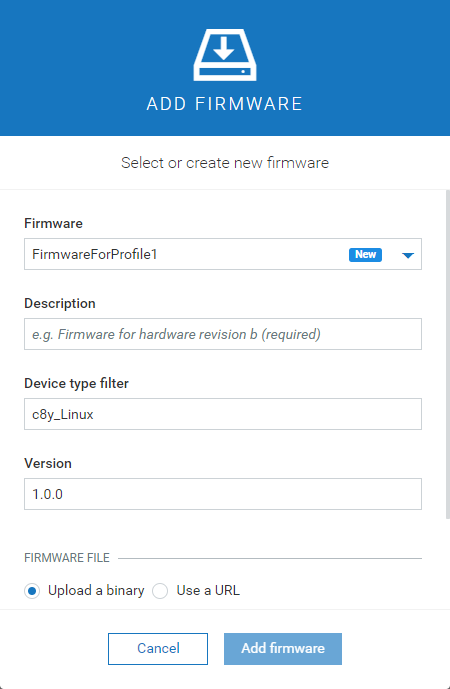 ADD FIRMWARE
Select or create new firmware
Firmware
FirmwareForProfile1 New
Description
e.g. Firmware for hardware revision b (required)
Device type filter
c8y_Linux
Version
1.0.0
FIRMWARE FILE
Upload a binary Use a URL
Cancel Add firmware